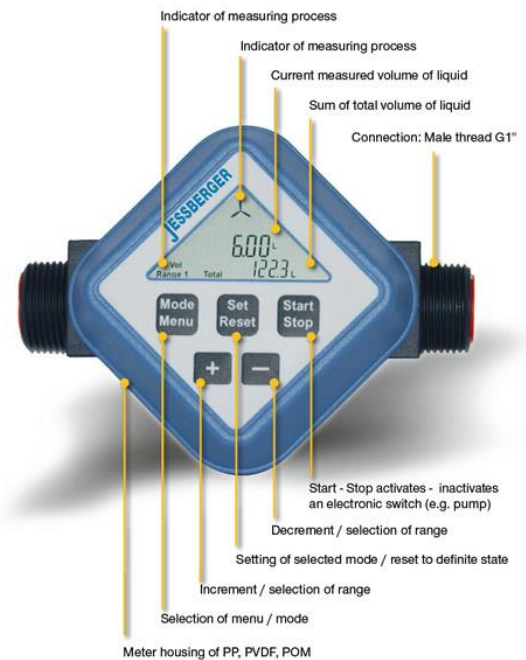 Indicator of measuring process
Indicator of measuring process
Current measured volume of liquid
Sum of total volume of liquid
Connection: Male thread G1"
JESSBERGER
6.00 L
Vol
Range 1 Total 122.3 L
Mode
Menu
Set
Reset
Start
Stop
+
−
Start - Stop activates - inactivates
an electronic switch (e.g. pump)
Decrement / selection of range
Setting of selected mode / reset to definite state
Increment / selection of range
Selection of menu / mode
Meter housing of PP, PVDF, POM